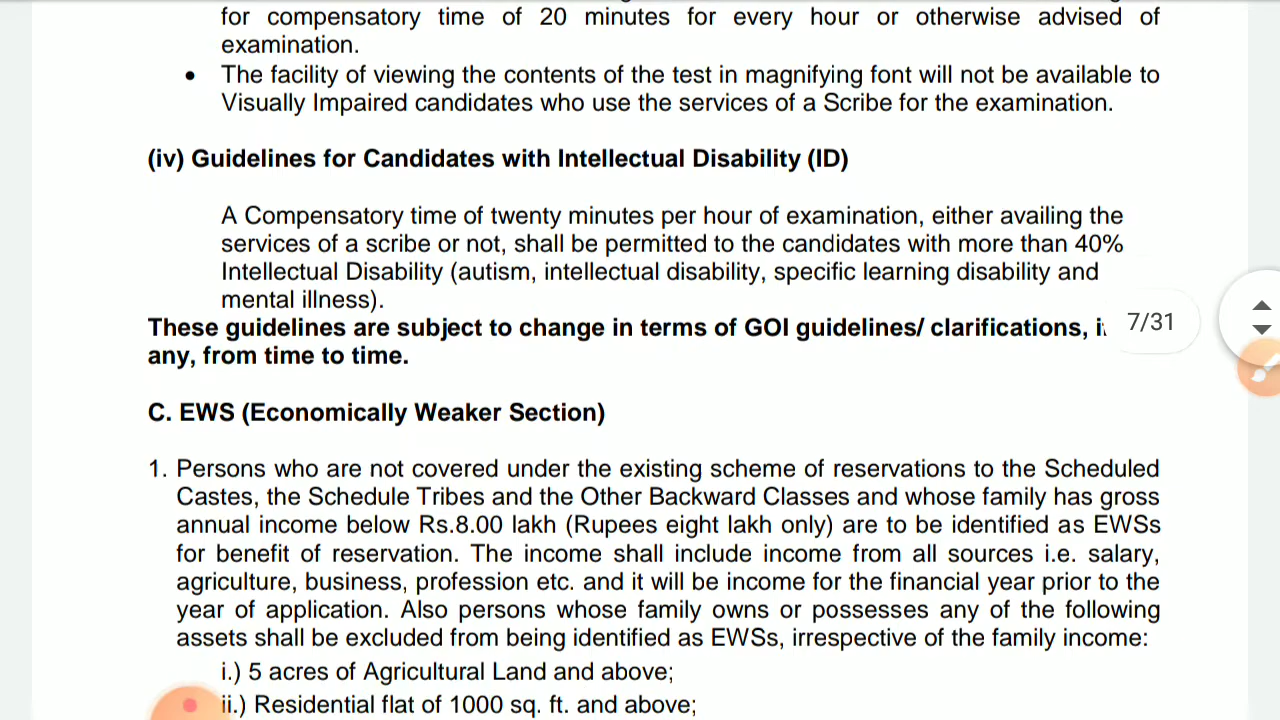 for compensatory time of 20 minutes for every hour or otherwise advised of
examination.
• The facility of viewing the contents of the test in magnifying font will not be available to
Visually Impaired candidates who use the services of a Scribe for the examination.
(iv) Guidelines for Candidates with Intellectual Disability (ID)
A Compensatory time of twenty minutes per hour of examination, either availing the
services of a scribe or not, shall be permitted to the candidates with more than 40%
Intellectual Disability (autism, intellectual disability, specific learning disability and
mental illness).
These guidelines are subject to change in terms of GOI guidelines/ clarifications,
7/31
any, from time to time.
C. EWS (Economically Weaker Section)
1. Persons who are not covered under the existing scheme of reservations to the Scheduled
Castes, the Schedule Tribes and the Other Backward Classes and whose family has gross
annual income below Rs.8.00 lakh (Rupees eight lakh only) are to be identified as EWSs
for benefit of reservation. The income shall include income from all sources i.e. salary,
agriculture, business, profession etc. and it will be income for the financial year prior to the
year of application. Also persons whose family owns or possesses any of the following
assets shall be excluded from being identified as EWSs, irrespective of the family income:
i.) 5 acres of Agricultural Land and above;
ii.) Residential flat of 1000 sq. ft. and above;